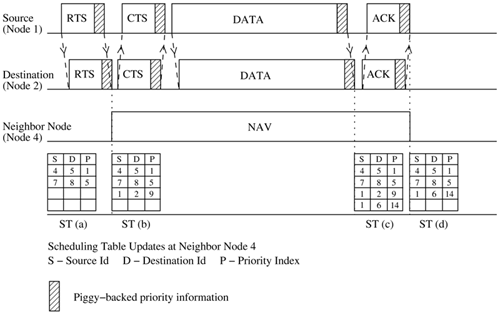 Source
(Node 1)
RTS
CTS
DATA
ACK
Destination
(Node 2)
RTS
CTS
DATA
ACK
Neighbor Node
(Node 4)
NAV
S D P
4 5 1
7 8 5
S D P
4 5 1
7 8 5
1 2 9
S D P
4 5 1
7 8 5
1 2 9
1 6 14
S D P
4 5 1
7 8 5
1 6 14
ST (a)
ST (b)
ST (c)
ST (d)
Scheduling Table Updates at Neighbor Node 4
S − Source Id D − Destination Id P − Priority Index
Piggy−backed priority information